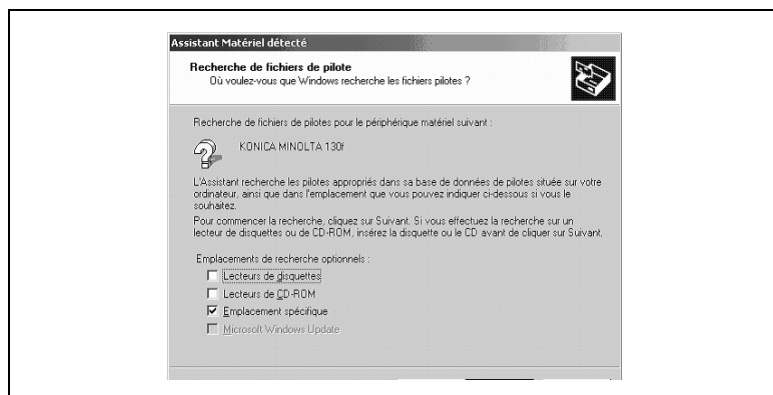 Assistant Matériel détecté
Recherche de fichiers de pilote
Où voulez-vous que Windows recherche les fichiers pilotes ?
Recherche de fichiers de pilotes pour le périphérique matériel suivant :
KONICA MINOLTA 130f
L'Assistant recherche les pilotes appropriés dans sa base de données de pilotes située sur votre
ordinateur, ainsi que dans l'emplacement que vous pouvez indiquer ci-dessous si vous le
souhaitez.
Pour commencer la recherche, cliquez sur Suivant. Si vous effectuez la recherche sur un
lecteur de disquettes ou de CD-ROM, insérez la disquette ou le CD avant de cliquer sur Suivant.
Emplacements de recherche optionnels :
Lecteurs de disquettes
Lecteurs de CD-ROM
Emplacement spécifique
Microsoft Windows Update